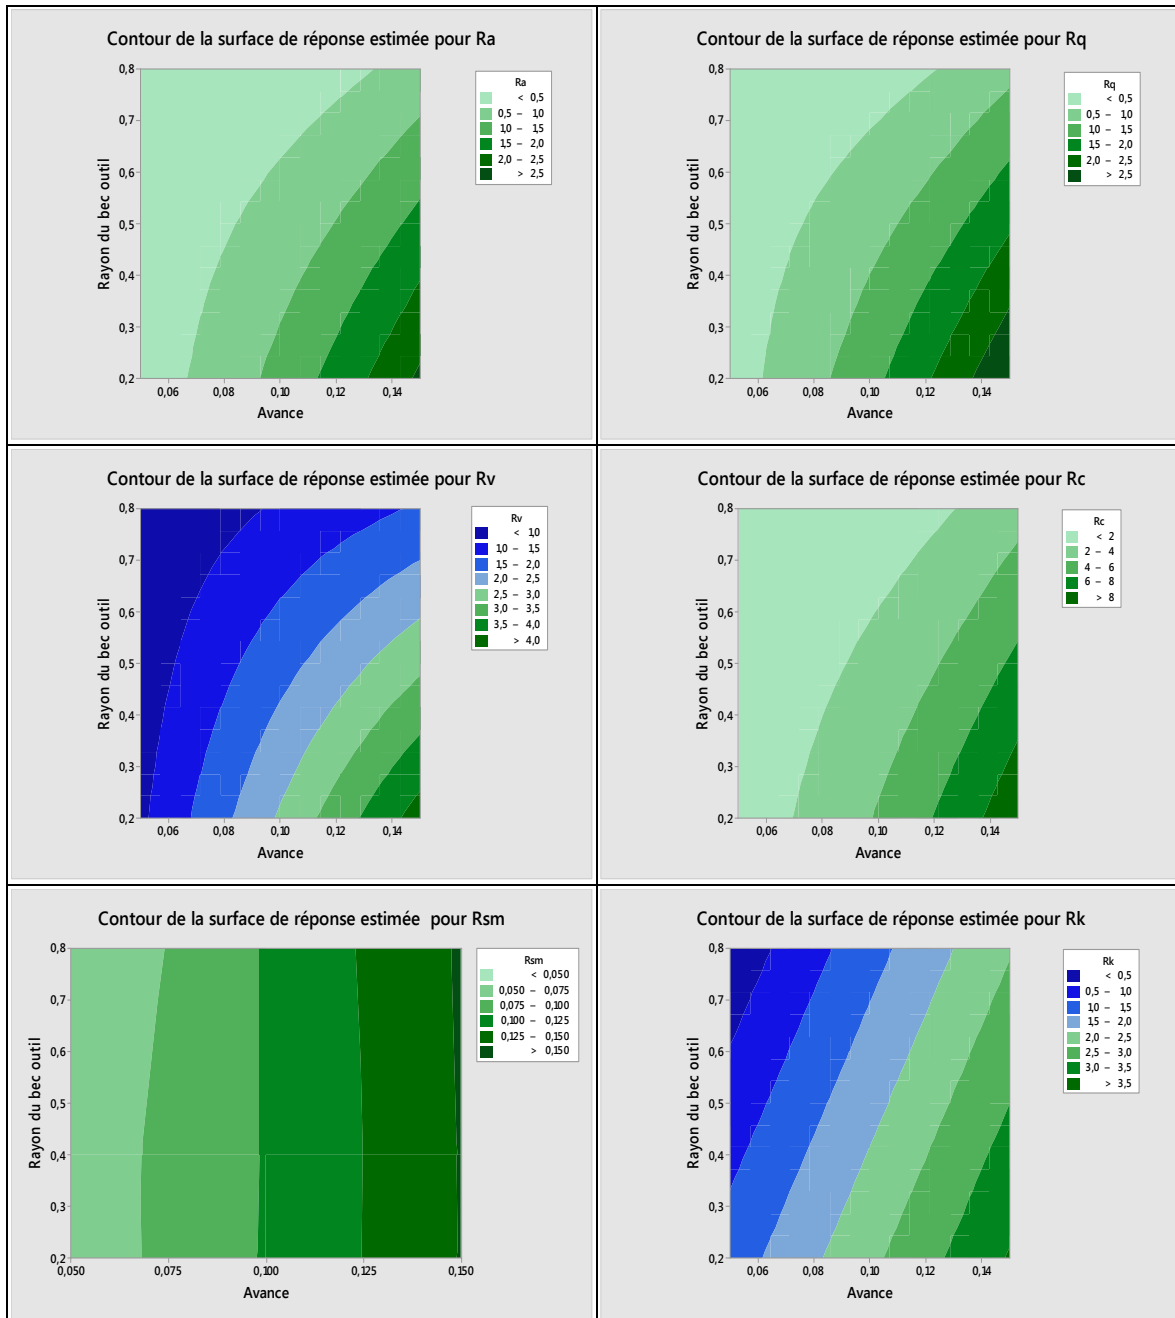 Contour de la surface de réponse estimée pour Ra
Ra
< 0,5
0,5 – 1,0
1,0 – 1,5
1,5 – 2,0
2,0 – 2,5
> 2,5
Rayon du bec outil
0,8
0,7
0,6
0,5
0,4
0,3
0,2
0,06 0,08 0,10 0,12 0,14
Avance
Contour de la surface de réponse estimée pour Rq
Rq
< 0,5
0,5 – 1,0
1,0 – 1,5
1,5 – 2,0
2,0 – 2,5
> 2,5
Rayon du bec outil
0,8
0,7
0,6
0,5
0,4
0,3
0,2
0,06 0,08 0,10 0,12 0,14
Avance
Contour de la surface de réponse estimée pour Rv
Rv
< 1,0
1,0 – 1,5
1,5 – 2,0
2,0 – 2,5
2,5 – 3,0
3,0 – 3,5
3,5 – 4,0
> 4,0
Rayon du bec outil
0,8
0,7
0,6
0,5
0,4
0,3
0,2
0,06 0,08 0,10 0,12 0,14
Avance
Contour de la surface de réponse estimée pour Rc
Rc
< 2
2 – 4
4 – 6
6 – 8
> 8
Rayon du bec outil
0,8
0,7
0,6
0,5
0,4
0,3
0,2
0,06 0,08 0,10 0,12 0,14
Avance
Contour de la surface de réponse estimée pour Rsm
Rsm
< 0,050
0,050 – 0,075
0,075 – 0,100
0,100 – 0,125
0,125 – 0,150
> 0,150
Rayon du bec outil
0,8
0,7
0,6
0,5
0,4
0,3
0,2
0,050 0,075 0,100 0,125 0,150
Avance
Contour de la surface de réponse estimée pour Rk
Rk
< 0,5
0,5 – 1,0
1,0 – 1,5
1,5 – 2,0
2,0 – 2,5
2,5 – 3,0
3,0 – 3,5
> 3,5
Rayon du bec outil
0,8
0,7
0,6
0,5
0,4
0,3
0,2
0,06 0,08 0,10 0,12 0,14
Avance